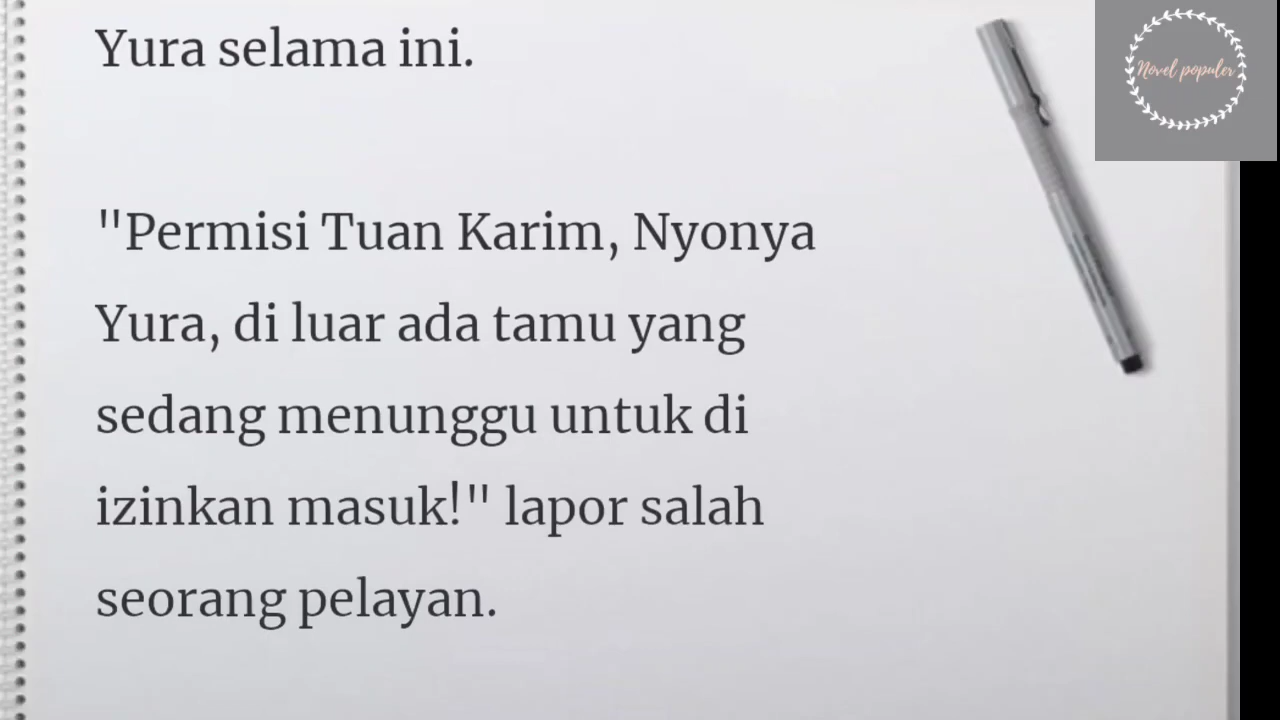 Yura selama ini.
Novel populer
"Permisi Tuan Karim, Nyonya
Yura, di luar ada tamu yang
sedang menunggu untuk di
izinkan masuk!" lapor salah
seorang pelayan.